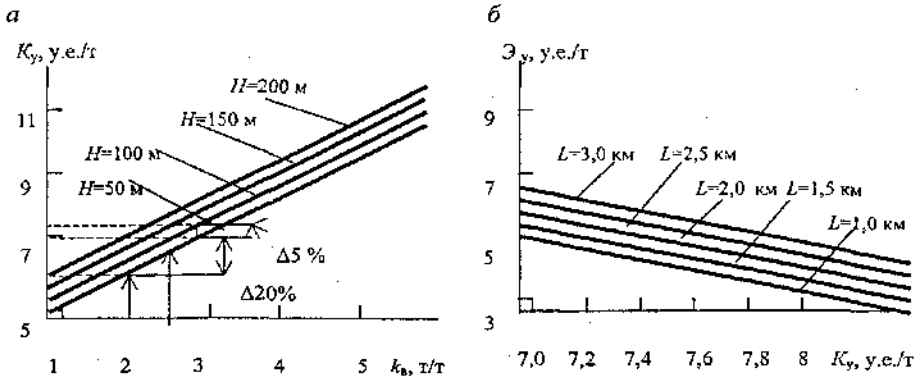 а
б
Kу, у.е./т
Э у, у.е./т
11
9
7
5
H=200 м
H=150 м
H=100 м
H=50 м
Δ5 %
Δ20%
1 2 3 4 5 kв, т/т
9
7
5
3
L=3,0 км
L=2,5 км
L=2,0 км
L=1,5 км
L=1,0 км
7,0 7,2 7,4 7,6 7,8 8 Kу, у.е./т